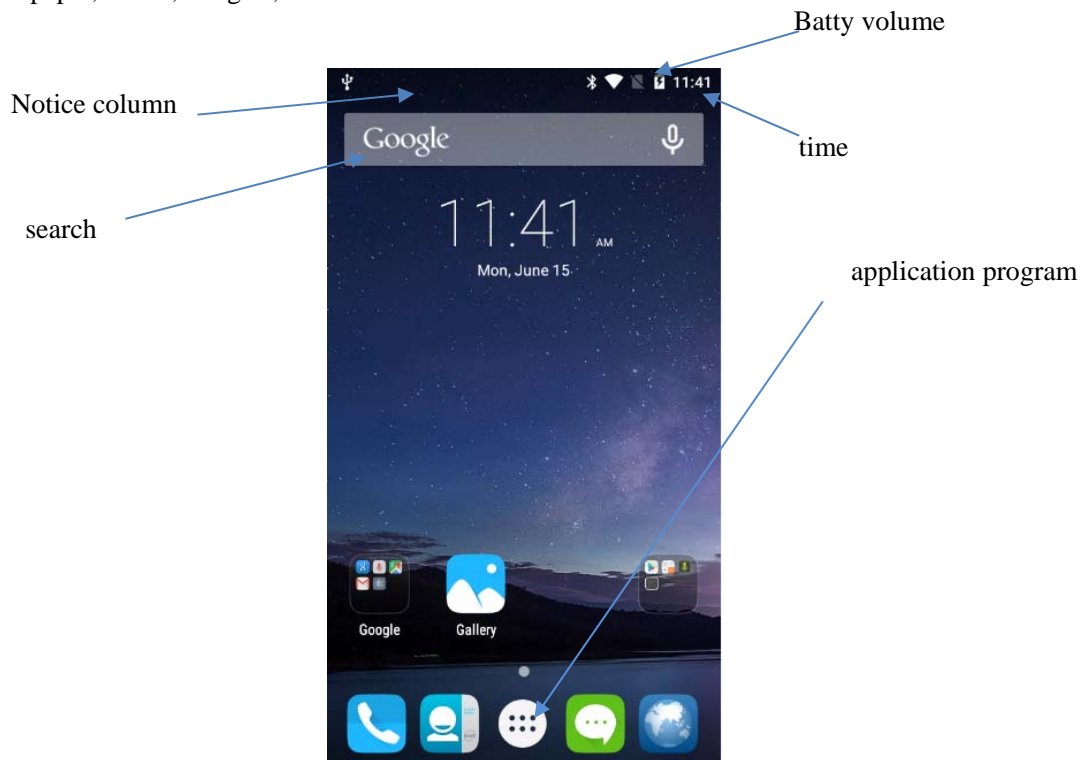 Batty volume
11:41
Notice column
Google
time
search
11:41 AM
Mon, June 15
application program
Google
Gallery